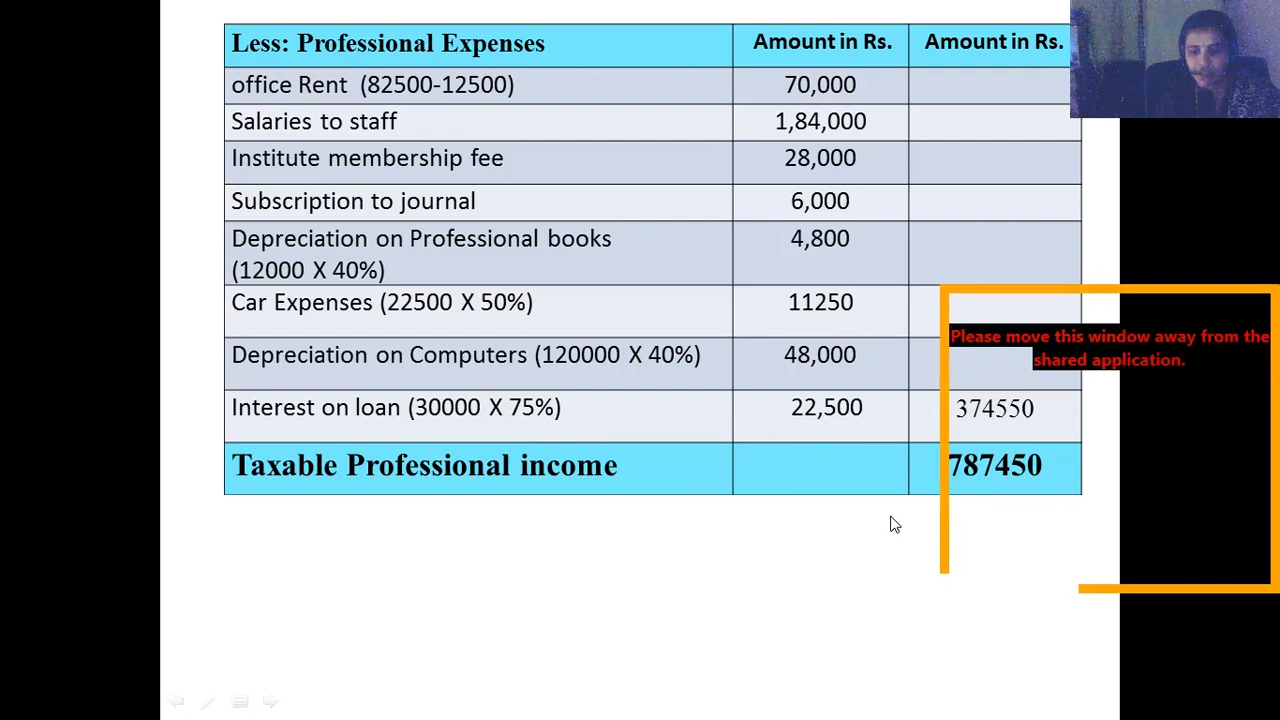 Less: Professional Expenses Amount in Rs. Amount in Rs.
office Rent (82500-12500) 70,000
Salaries to staff 1,84,000
Institute membership fee 28,000
Subscription to journal 6,000
Depreciation on Professional books 4,800
(12000 X 40%)
Car Expenses (22500 X 50%) 11250
Please move this window away from the
shared application.
Depreciation on Computers (120000 X 40%) 48,000
Interest on loan (30000 X 75%) 22,500 374550
Taxable Professional income 787450